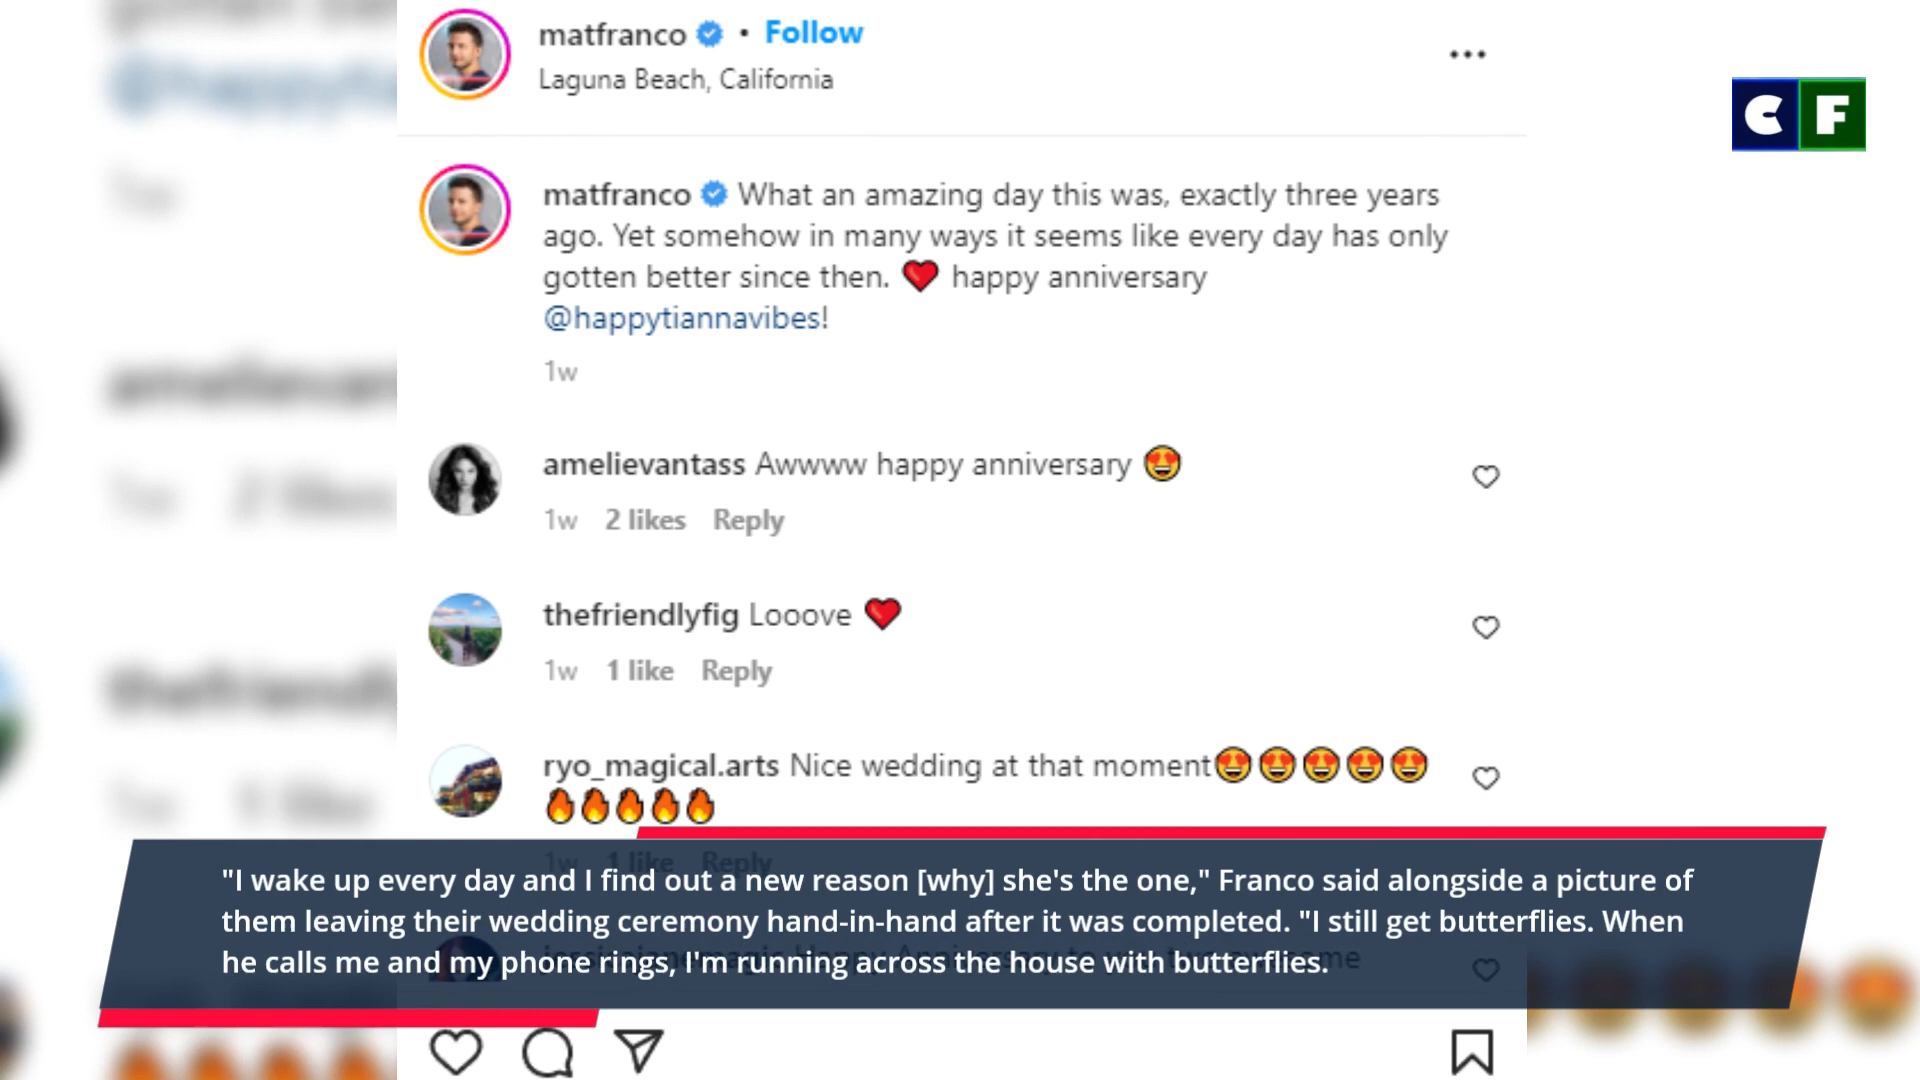 matfranco • Follow
Laguna Beach, California
C F
matfranco What an amazing day this was, exactly three years
ago. Yet somehow in many ways it seems like every day has only
gotten better since then. ❤️ happy anniversary
@happytiannavibes!
1w
amelievantass Awwww happy anniversary 😍
1w 2 likes Reply
thefriendlyfig Looove ❤️
1w 1 like Reply
ryo_magical.arts Nice wedding at that moment😍😍😍😍😍
🔥🔥🔥🔥🔥
1w 1 like Reply
"I wake up every day and I find out a new reason [why] she's the one," Franco said alongside a picture of
them leaving their wedding ceremony hand-in-hand after it was completed. "I still get butterflies. When
he calls me and my phone rings, I'm running across the house with butterflies.